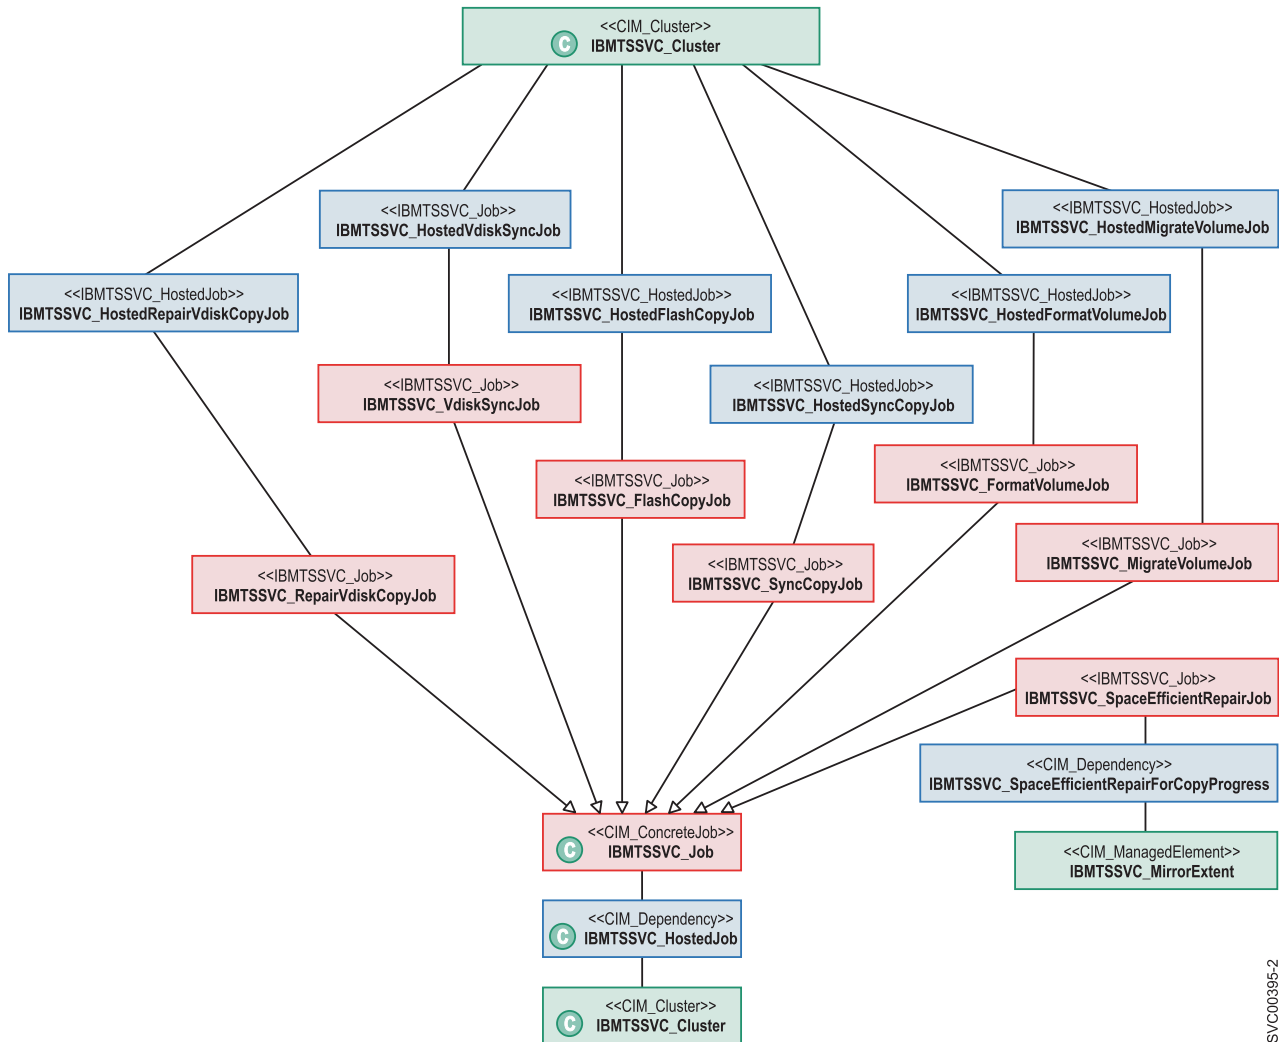 <<CIM_Cluster>>
C
IBMTSSVC_Cluster
<<IBMTSSVC_Job>>
IBMTSSVC_HostedVdiskSyncJob
<<IBMTSSVC_HostedJob>>
IBMTSSVC_HostedMigrateVolumeJob
<<IBMTSSVC_HostedJob>>
IBMTSSVC_HostedRepairVdiskCopyJob
<<IBMTSSVC_HostedJob>>
IBMTSSVC_HostedFlashCopyJob
<<IBMTSSVC_HostedJob>>
IBMTSSVC_HostedFormatVolumeJob
<<IBMTSSVC_Job>>
IBMTSSVC_VdiskSyncJob
<<IBMTSSVC_HostedJob>>
IBMTSSVC_HostedSyncCopyJob
<<IBMTSSVC_Job>>
IBMTSSVC_FlashCopyJob
<<IBMTSSVC_Job>>
IBMTSSVC_FormatVolumeJob
<<IBMTSSVC_Job>>
IBMTSSVC_MigrateVolumeJob
<<IBMTSSVC_Job>>
IBMTSSVC_RepairVdiskCopyJob
<<IBMTSSVC_Job>>
IBMTSSVC_SyncCopyJob
<<IBMTSSVC_Job>>
IBMTSSVC_SpaceEfficientRepairJob
<<CIM_Dependency>>
IBMTSSVC_SpaceEfficientRepairForCopyProgress
<<CIM_ConcreteJob>>
C
IBMTSSVC_Job
<<CIM_ManagedElement>>
IBMTSSVC_MirrorExtent
<<CIM_Dependency>>
C
IBMTSSVC_HostedJob
<<CIM_Cluster>>
C
IBMTSSVC_Cluster
SVC00395-2